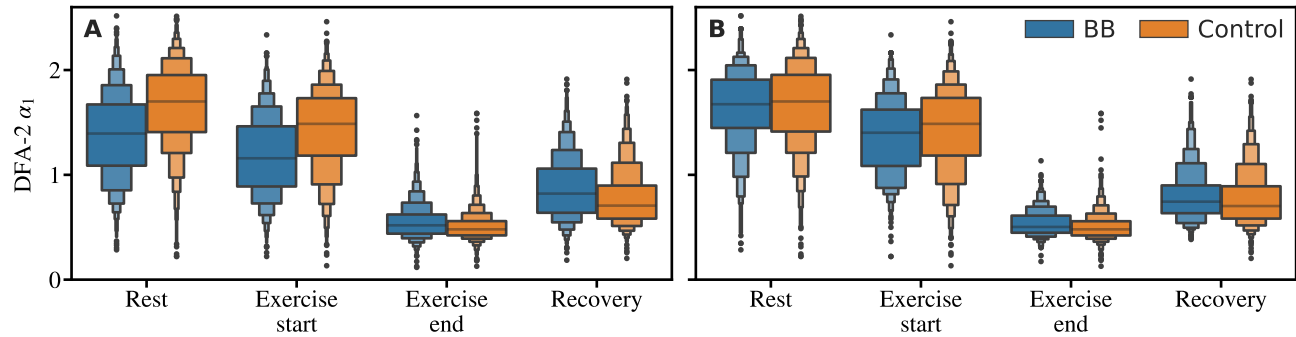 A
B
BB
Control
DFA-2 α₁
2
1
0
Rest
Exercise
start
Exercise
end
Recovery
Rest
Exercise
start
Exercise
end
Recovery